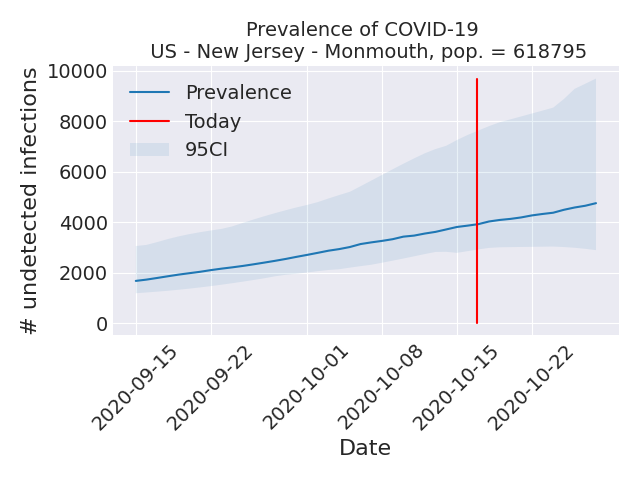 Prevalence of COVID-19
US - New Jersey - Monmouth, pop. = 618795
# undetected infections
10000
8000
6000
4000
2000
0
Prevalence
Today
95CI
2020-09-15
2020-09-22
2020-10-01
2020-10-08
2020-10-15
2020-10-22
Date